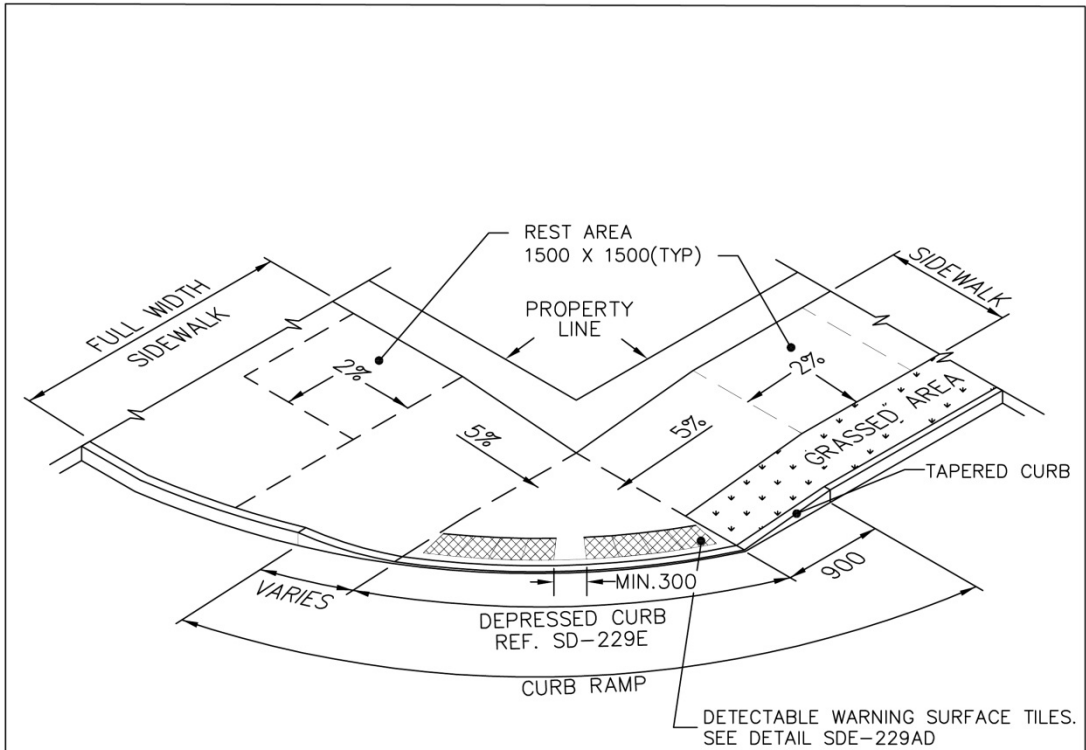 REST AREA
1500 X 1500(TYP)
FULL WIDTH
SIDEWALK
PROPERTY
LINE
SIDEWALK
2%
2%
5%
5%
GRASSED AREA
TAPERED CURB
900
MIN.300
VARIES
DEPRESSED CURB
REF. SD-229E
CURB RAMP
DETECTABLE WARNING SURFACE TILES.
SEE DETAIL SDE-229AD